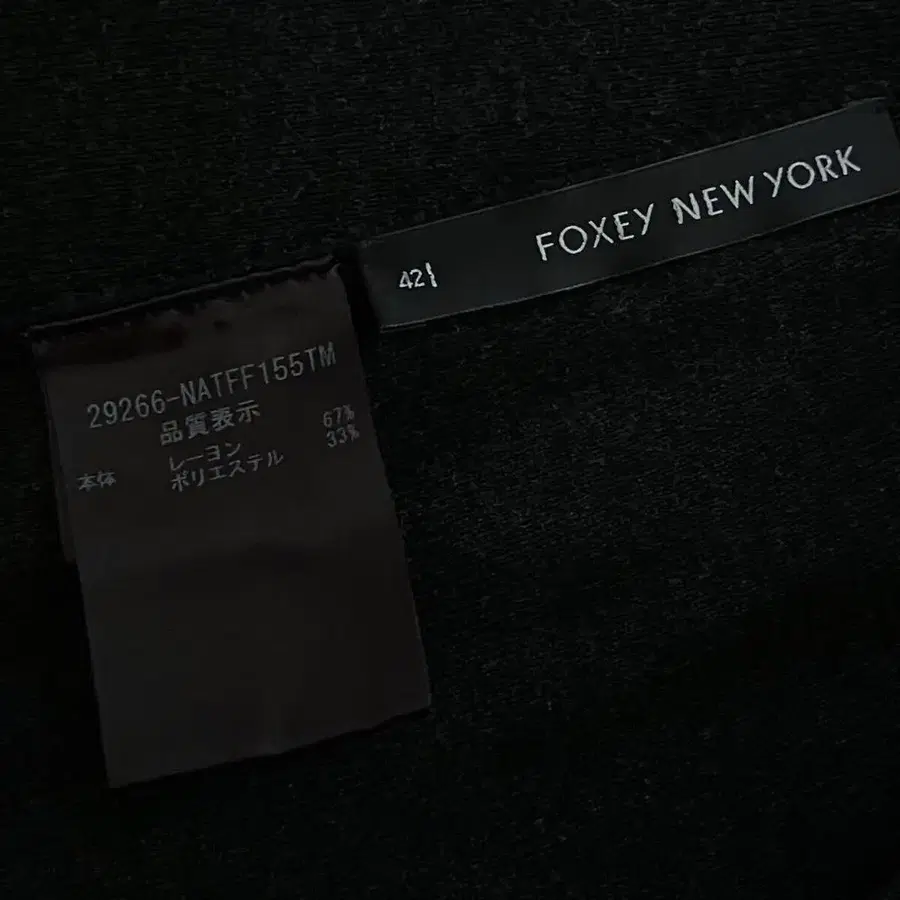 FOXEY NEW YORK
42
29266-NATFF155TM
品質表示
本体 レーヨン 67%
ポリエステル 33%